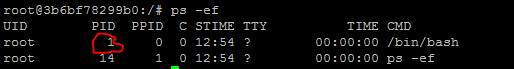 root@3b6bf78299b0:/# ps -ef
UID        PID  PPID  C STIME TTY          TIME CMD
root         1     0  0 12:54 ?        00:00:00 /bin/bash
root        14     1  0 12:54 ?        00:00:00 ps -ef